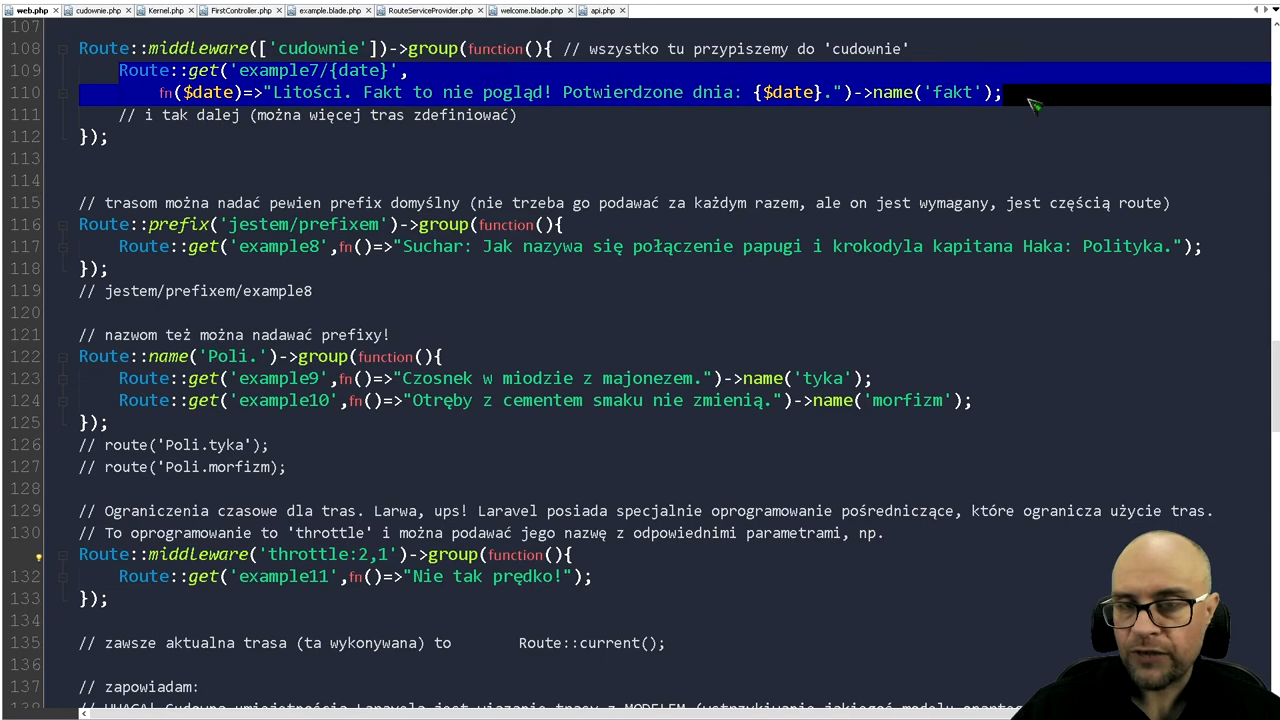 web.php cudownie.php Kernel.php FirstController.php example.blade.php RouteServiceProvider.php welcome.blade.php api.php
107
108 Route::middleware(['cudownie'])->group(function(){ // wszystko tu przypiszemy do 'cudownie'
109 Route::get('example7/{date}',
110 fn($date)=>"Litości. Fakt to nie pogląd! Potwierdzone dnia: {$date}.")->name('fakt');
111 // i tak dalej (można więcej tras zdefiniować)
112 });
113
114
115 // trasom można nadać pewien prefix domyślny (nie trzeba go podawać za każdym razem, ale on jest wymagany, jest częścią route)
116 Route::prefix('jestem/prefixem')->group(function(){
117 Route::get('example8',fn()=>"Suchar: Jak nazywa się połączenie papugi i krokodyla kapitana Haka: Polityka.");
118 });
119 // jestem/prefixem/example8
120
121 // nazwom też można nadawać prefixy!
122 Route::name('Poli.')->group(function(){
123 Route::get('example9',fn()=>"Czosnek w miodzie z majonezem.")->name('tyka');
124 Route::get('example10',fn()=>"Otręby z cementem smaku nie zmienią.")->name('morfizm');
125 });
126 // route('Poli.tyka');
127 // route('Poli.morfizm);
128
129 // Ograniczenia czasowe dla tras. Larwa, ups! Laravel posiada specjalnie oprogramowanie pośredniczące, które ogranicza użycie tras.
130 // To oprogramowanie to 'throttle' i można podawać jego nazwę z odpowiednimi parametrami, np.
Route::middleware('throttle:2,1')->group(function(){
132 Route::get('example11',fn()=>"Nie tak prędko!");
133 });
134
135 // zawsze aktualna trasa (ta wykonywana) to Route::current();
136
137 // zapowiadam: